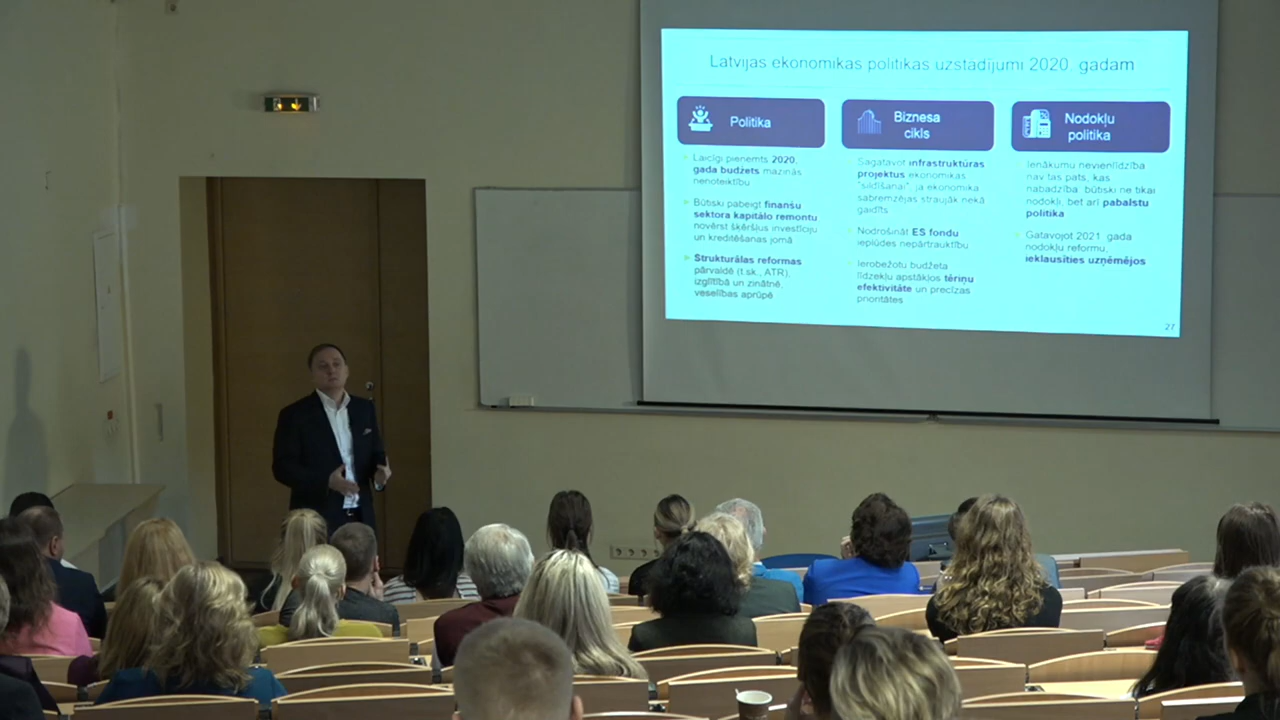 Latvijas ekonomikas politikas uzstādījumi 2020. gadam
Politika
Laicīgi pieņemts 2020.
gada budžets mazinās
nenoteiktību
Būtiski pabeigt finanšu
sektora kapitālo remontu
novērst šķēršļus investīciju
un kreditēšanas jomā
Strukturālas reformas
pārvaldē (t.sk., ATR),
izglītībā un zinātnē,
veselības aprūpē
Biznesa
cikls
Sagatavot infrastruktūras
projektus ekonomikas
"sildīšanai", ja ekonomika
sabremzējas straujāk nekā
gaidīts
Nodrošināt ES fondu
ieplūdes nepārtrauktību
Ierobežotu budžeta
līdzekļu apstākļos tēriņu
efektivitāte un precīzas
prioritātes
Nodokļu
politika
Ienākumu nevienlīdzība
nav tas pats, kas
nabadzība: būtiski ne tikai
nodokļi, bet arī pabalstu
politika
Gatavojot 2021. gada
nodokļu reformu,
ieklausīties uzņēmējos
27